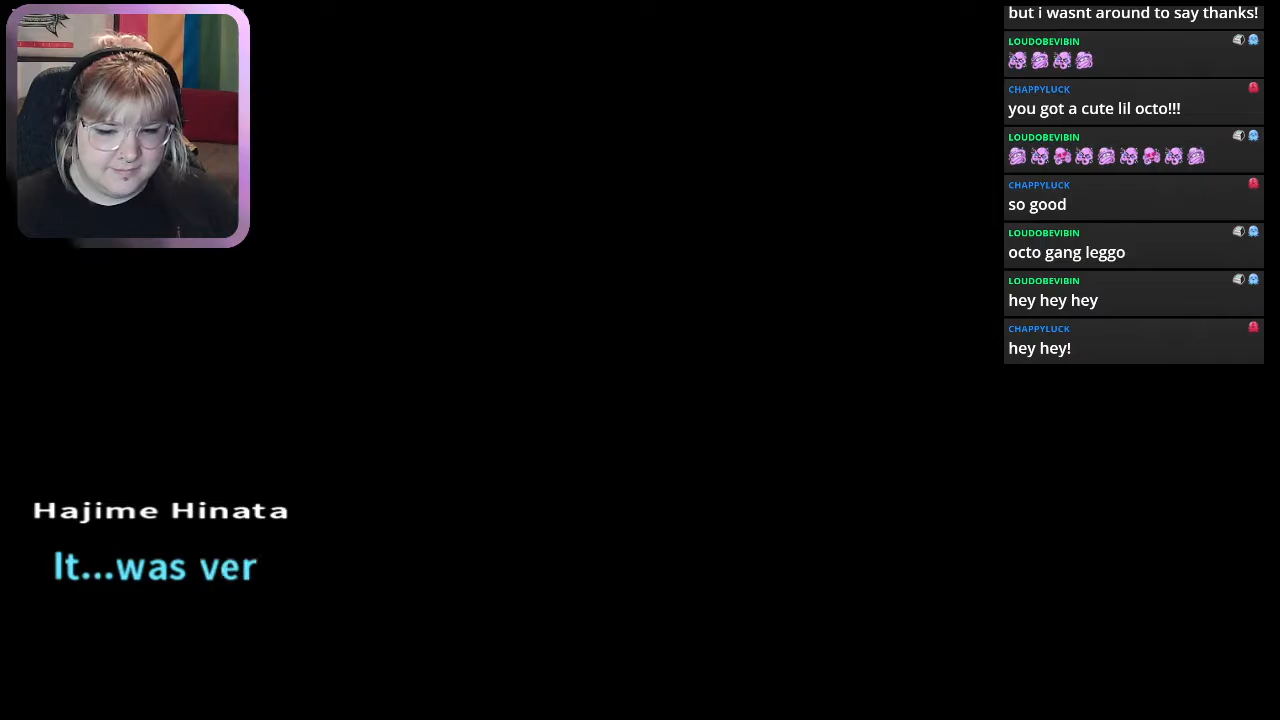 but i wasnt around to say thanks!
LOUDOBEVIBIN
CHAPPYLUCK
you got a cute lil octo!!!
LOUDOBEVIBIN
CHAPPYLUCK
so good
LOUDOBEVIBIN
octo gang leggo
LOUDOBEVIBIN
hey hey hey
CHAPPYLUCK
hey hey!
Hajime Hinata
It...was ver